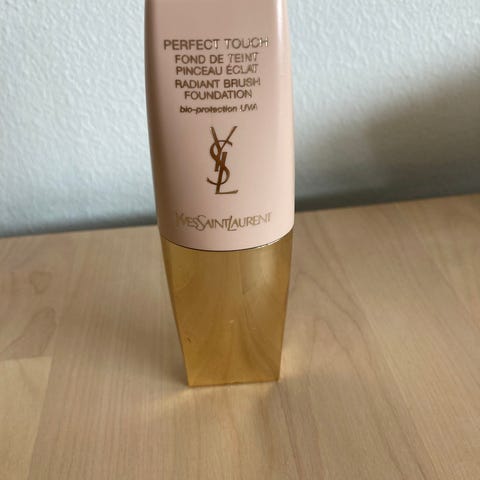 PERFECT TOUCH
FOND DE TEINT
PINCEAU ÉCLAT
RADIANT BRUSH
FOUNDATION
bio-protection UVA
YSL
YVESSAINTLAURENT